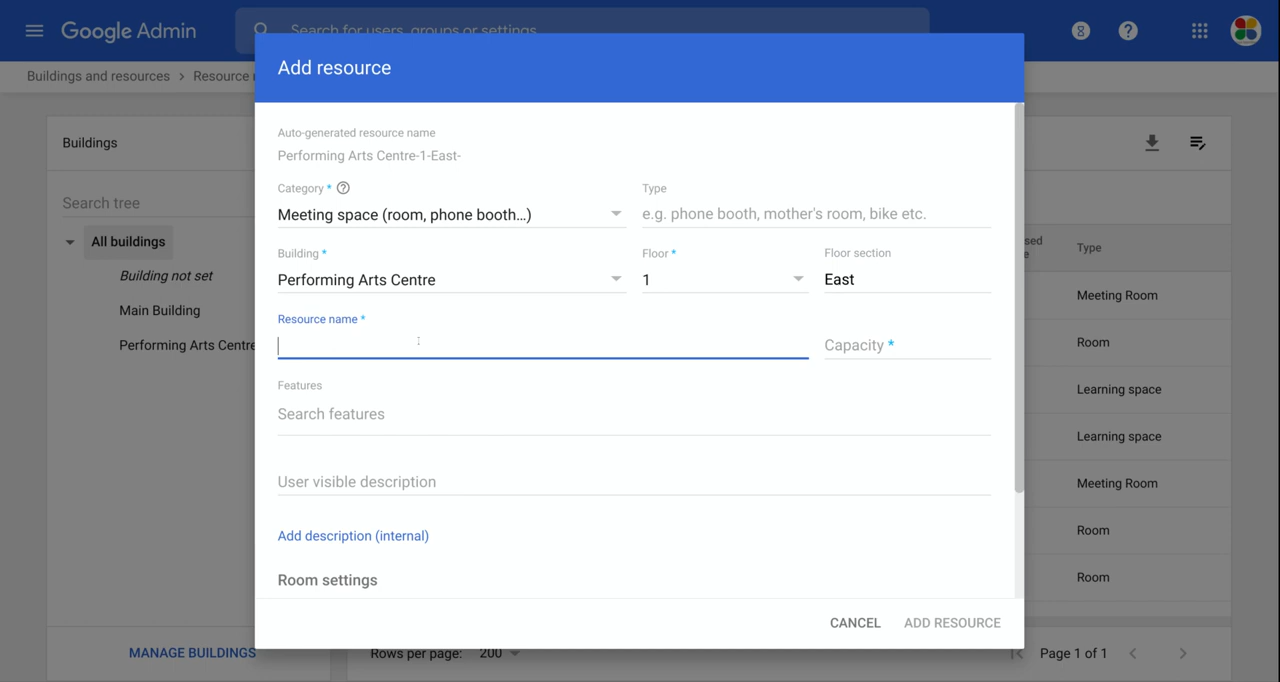 Google Admin
Search for users, groups or settings
Buildings and resources > Resource
Add resource
Buildings
Search tree
All buildings
Building not set
Main Building
Performing Arts Centre
MANAGE BUILDINGS
Auto-generated resource name
Performing Arts Centre-1-East-
Category *
Type
Meeting space (room, phone booth...)
e.g. phone booth, mother's room, bike etc.
Building *
Floor *
Floor section
Performing Arts Centre
1
East
Resource name *
Capacity *
Features
Search features
User visible description
Add description (internal)
Room settings
CANCEL
ADD RESOURCE
Type
Meeting Room
Room
Learning space
Learning space
Meeting Room
Room
Room
Rows per page: 200
Page 1 of 1